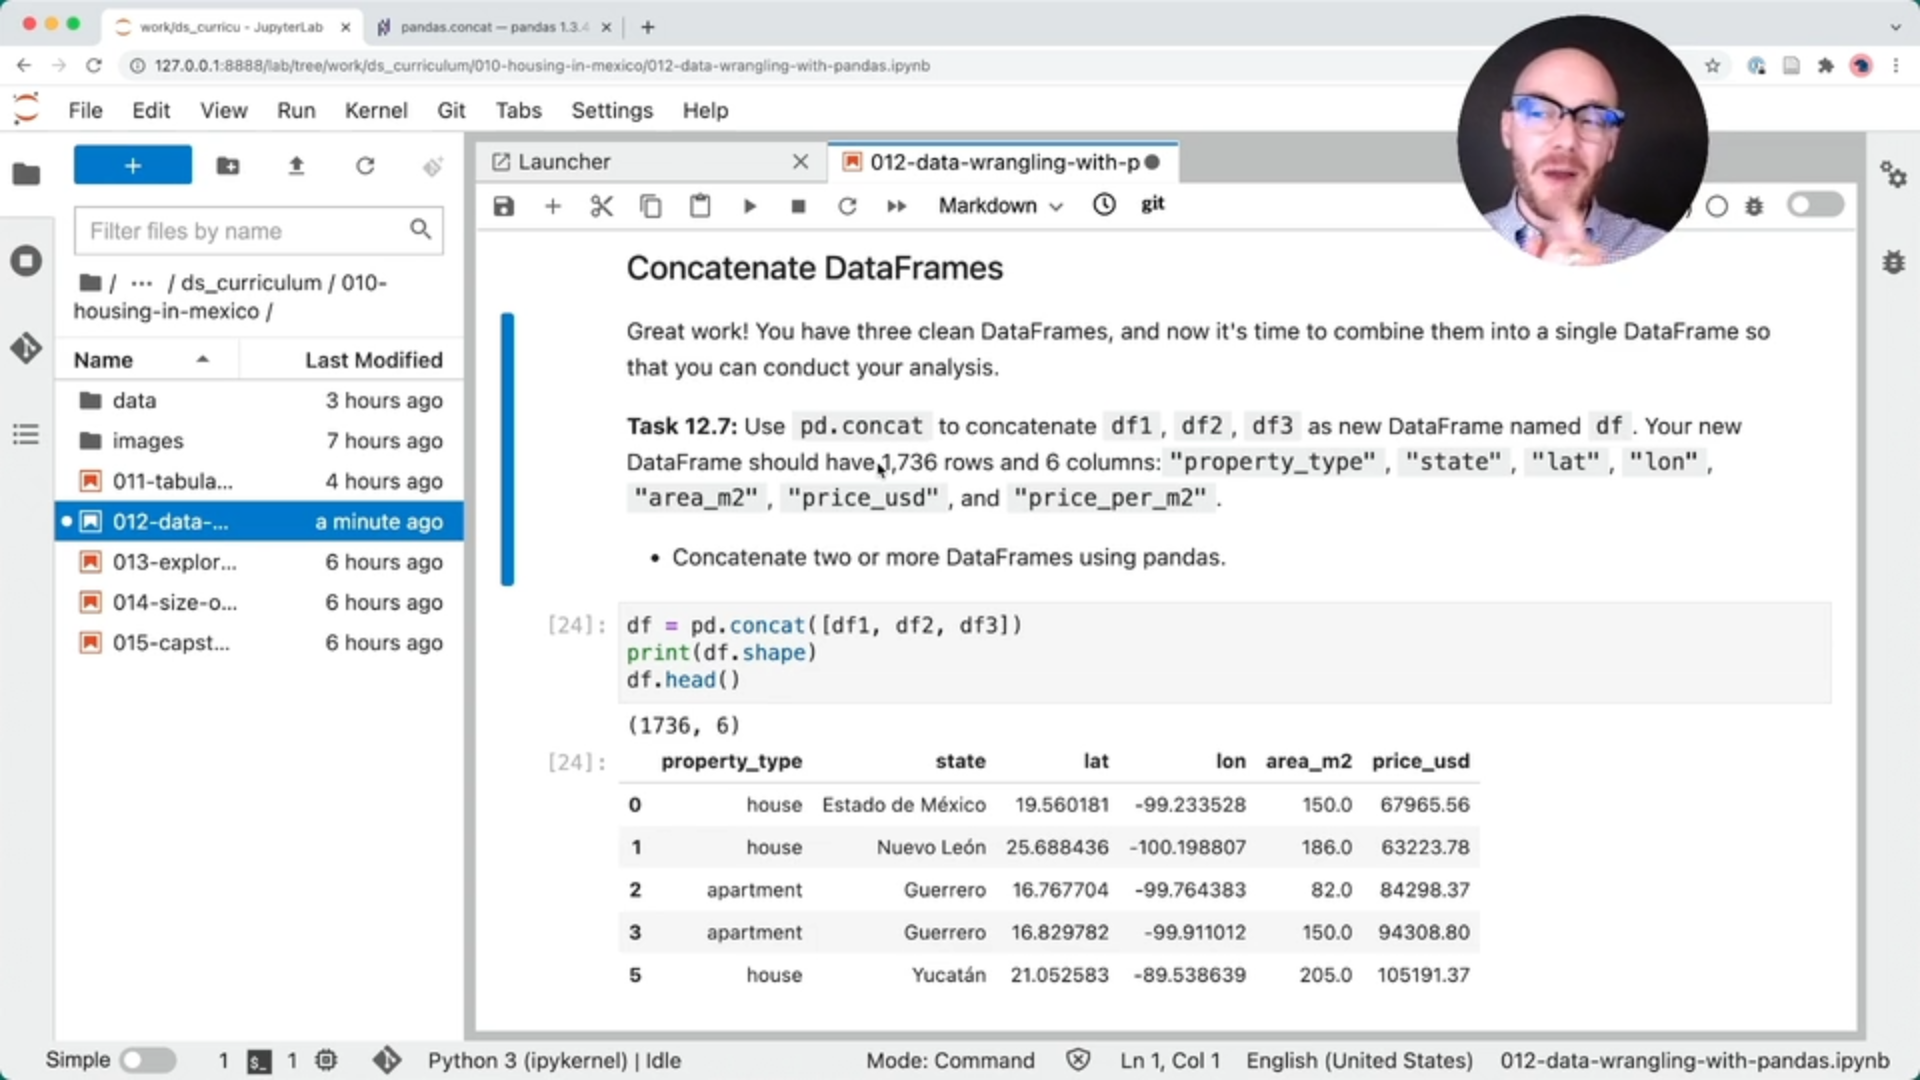 work/ds_curricu - JupyterLab
pandas.concat — pandas 1.3.4
127.0.0.1:8888/lab/tree/work/ds_curriculum/010-housing-in-mexico/012-data-wrangling-with-pandas.ipynb
File Edit View Run Kernel Git Tabs Settings Help
Launcher
012-data-wrangling-with-p
Markdown
git
Filter files by name
/ ··· / ds_curriculum / 010-
housing-in-mexico /
Name Last Modified
data 3 hours ago
images 7 hours ago
011-tabula... 4 hours ago
012-data-... a minute ago
013-explor... 6 hours ago
014-size-o... 6 hours ago
015-capst... 6 hours ago
Concatenate DataFrames
Great work! You have three clean DataFrames, and now it's time to combine them into a single DataFrame so
that you can conduct your analysis.
Task 12.7: Use pd.concat to concatenate df1 , df2 , df3 as new DataFrame named df . Your new
DataFrame should have 1,736 rows and 6 columns: "property_type" , "state" , "lat" , "lon" ,
"area_m2" , "price_usd" , and "price_per_m2" .
• Concatenate two or more DataFrames using pandas.
[24]: df = pd.concat([df1, df2, df3])
print(df.shape)
df.head()
(1736, 6)
[24]: property_type state lat lon area_m2 price_usd
0 house Estado de México 19.560181 -99.233528 150.0 67965.56
1 house Nuevo León 25.688436 -100.198807 186.0 63223.78
2 apartment Guerrero 16.767704 -99.764383 82.0 84298.37
3 apartment Guerrero 16.829782 -99.911012 150.0 94308.80
5 house Yucatán 21.052583 -89.538639 205.0 105191.37
Simple 1 1 Python 3 (ipykernel) | Idle Mode: Command Ln 1, Col 1 English (United States) 012-data-wrangling-with-pandas.ipynb